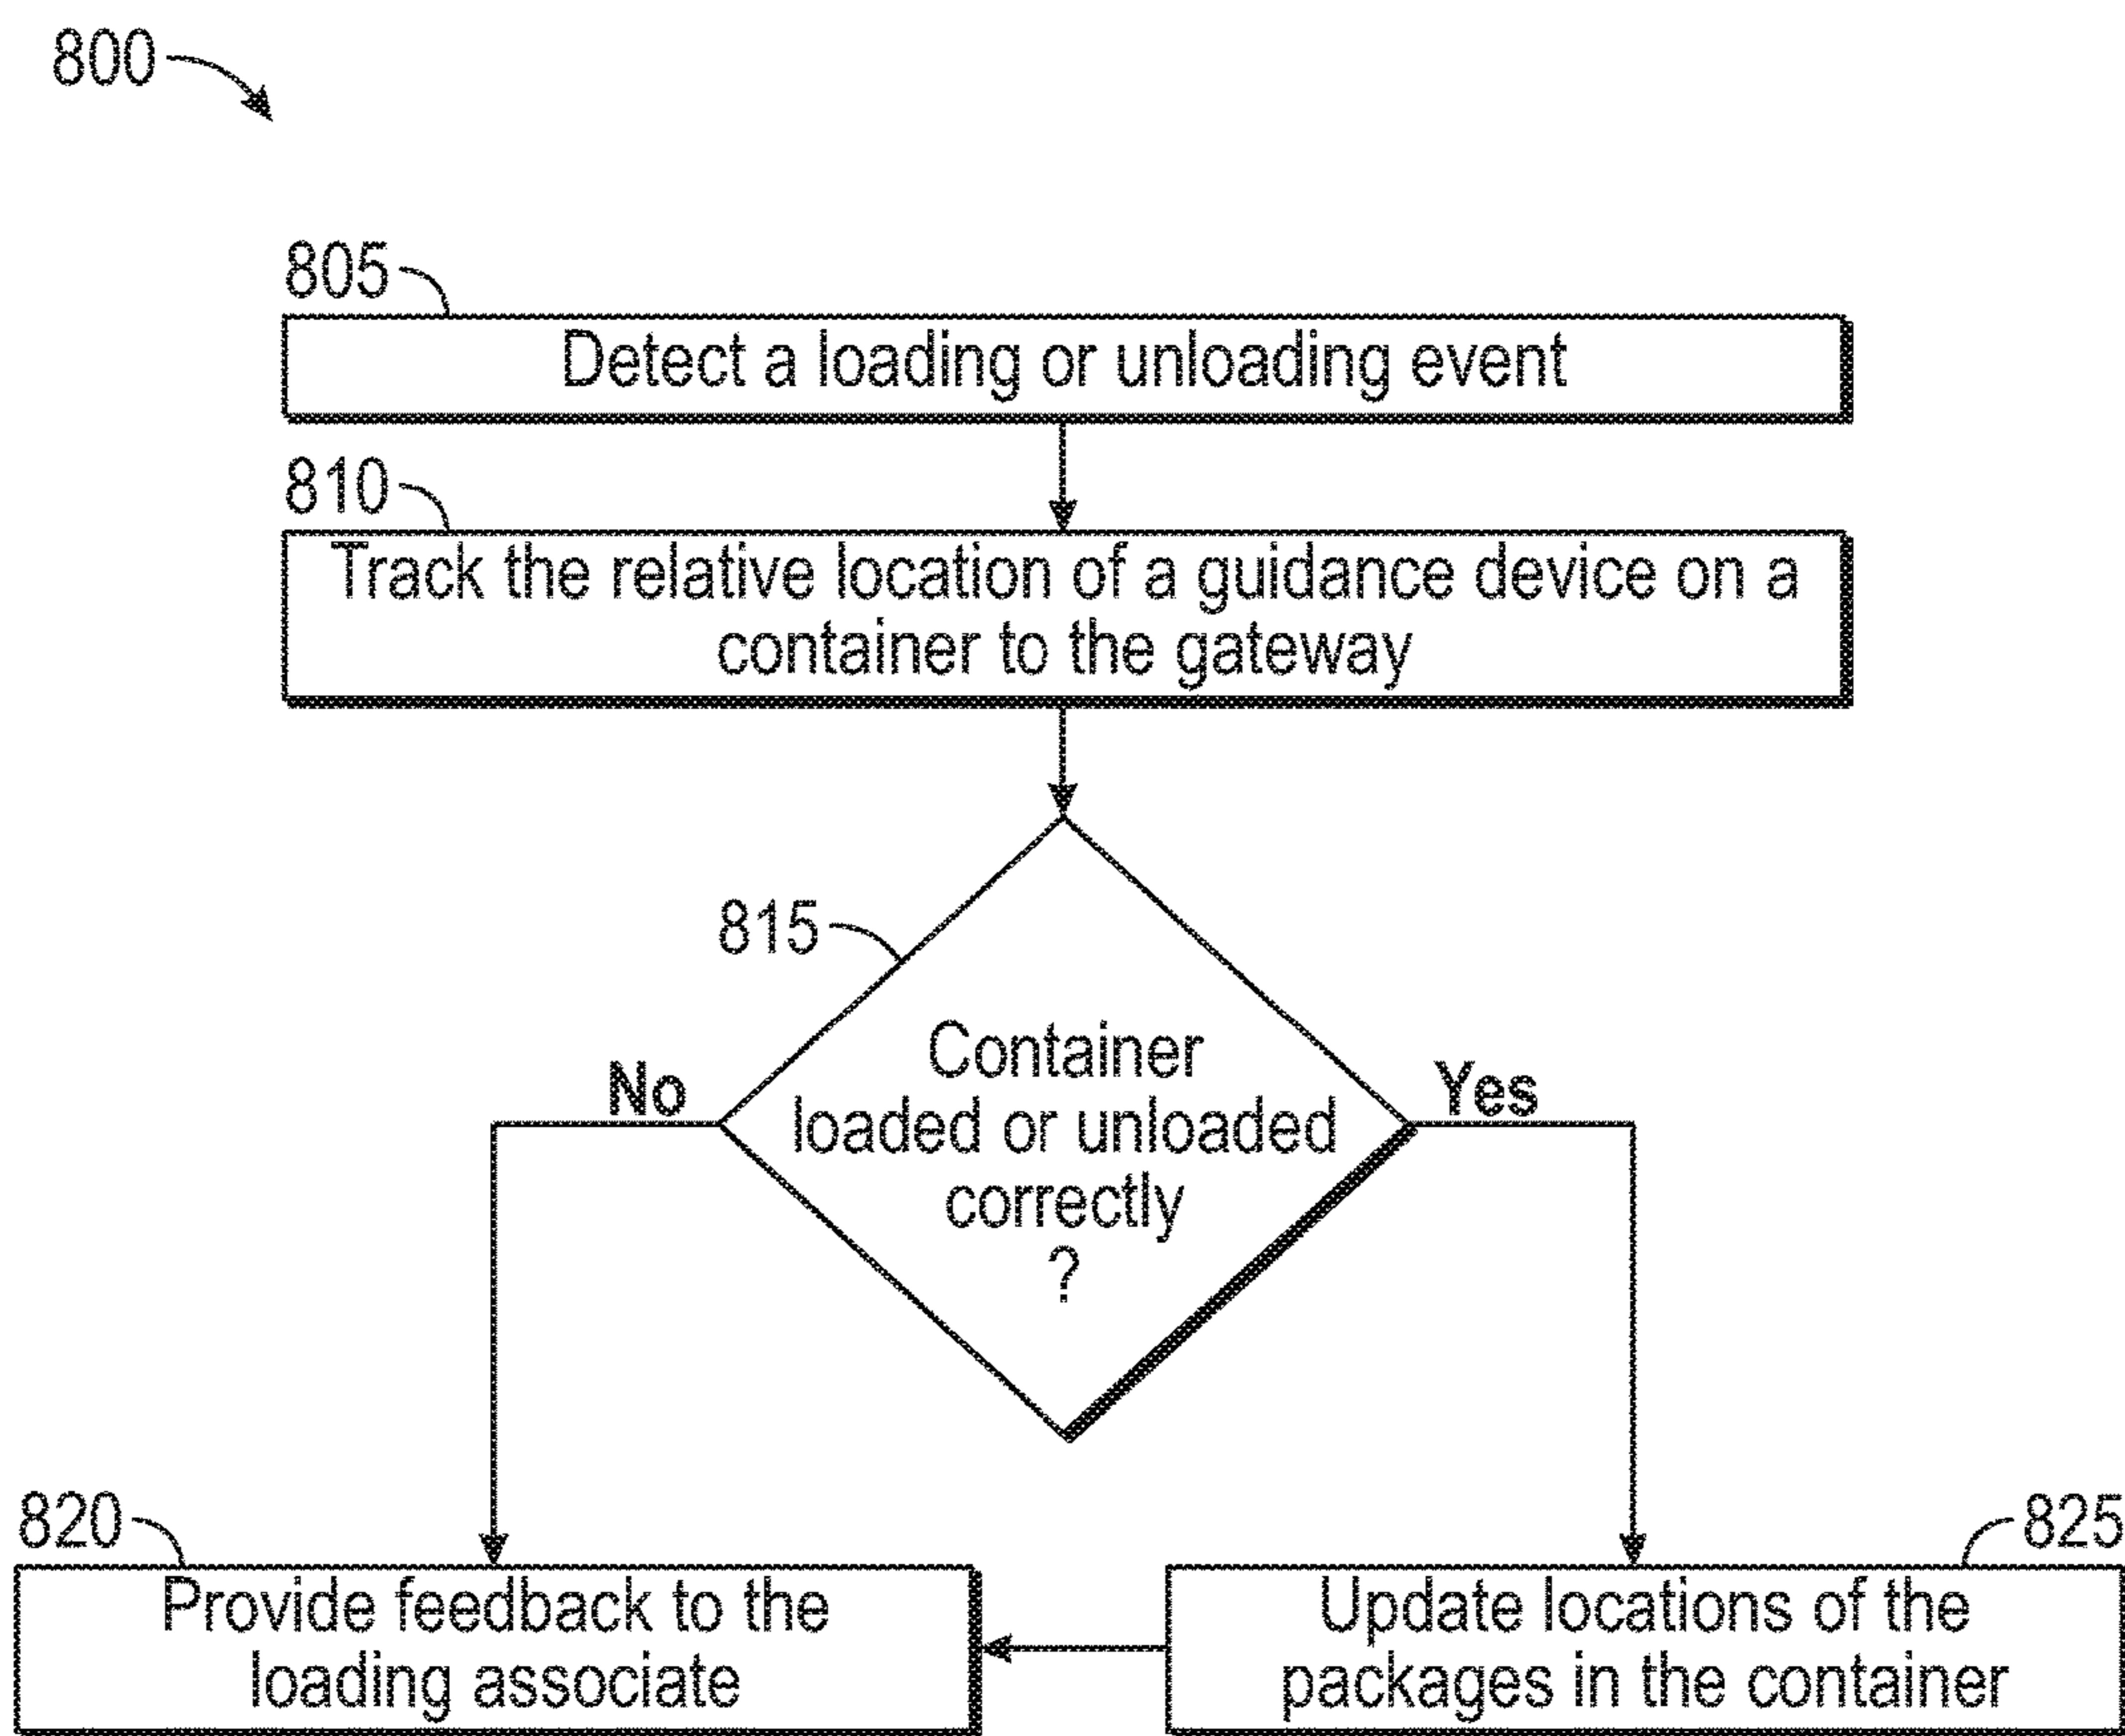 800
805
Detect a loading or unloading event
810
Track the relative location of a guidance device on a
container to the gateway
815
Container
loaded or unloaded
correctly
?
No
Yes
820
Provide feedback to the
loading associate
825
Update locations of the
packages in the container